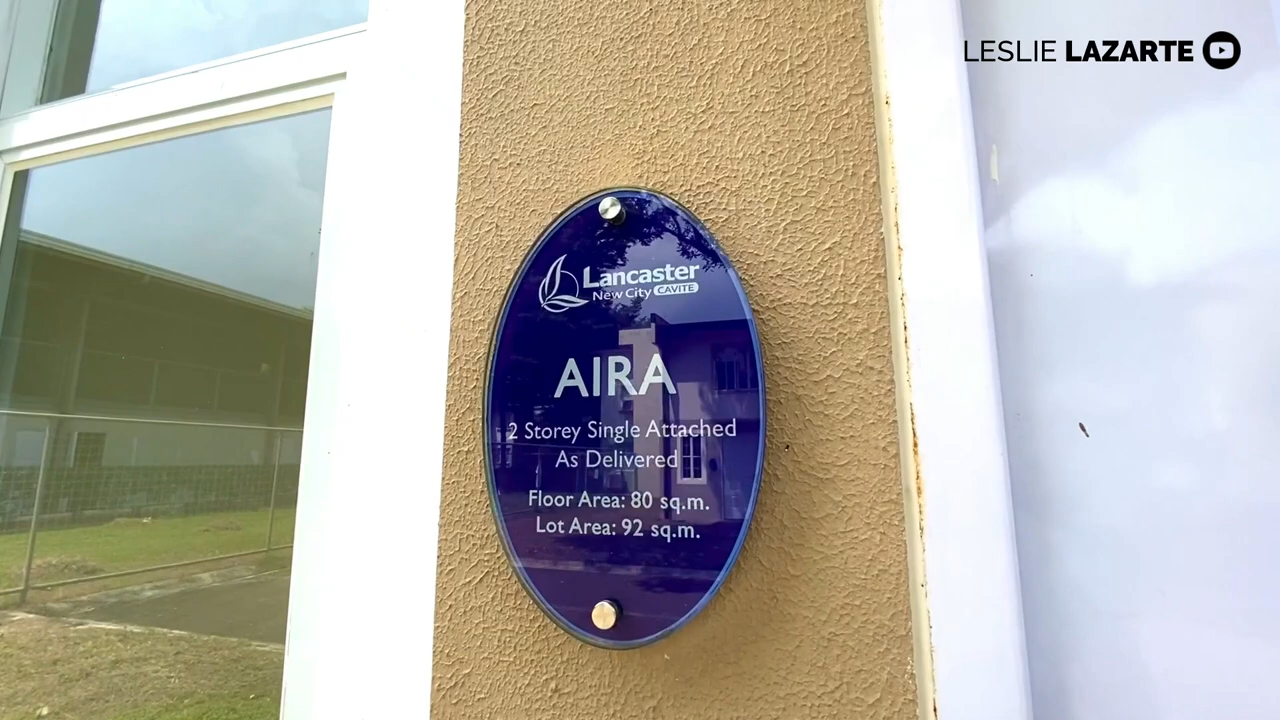 LESLIE LAZARTE
Lancaster
New City CAVITE
AIRA
2 Storey Single Attached
As Delivered
Floor Area: 80 sq.m.
Lot Area: 92 sq.m.